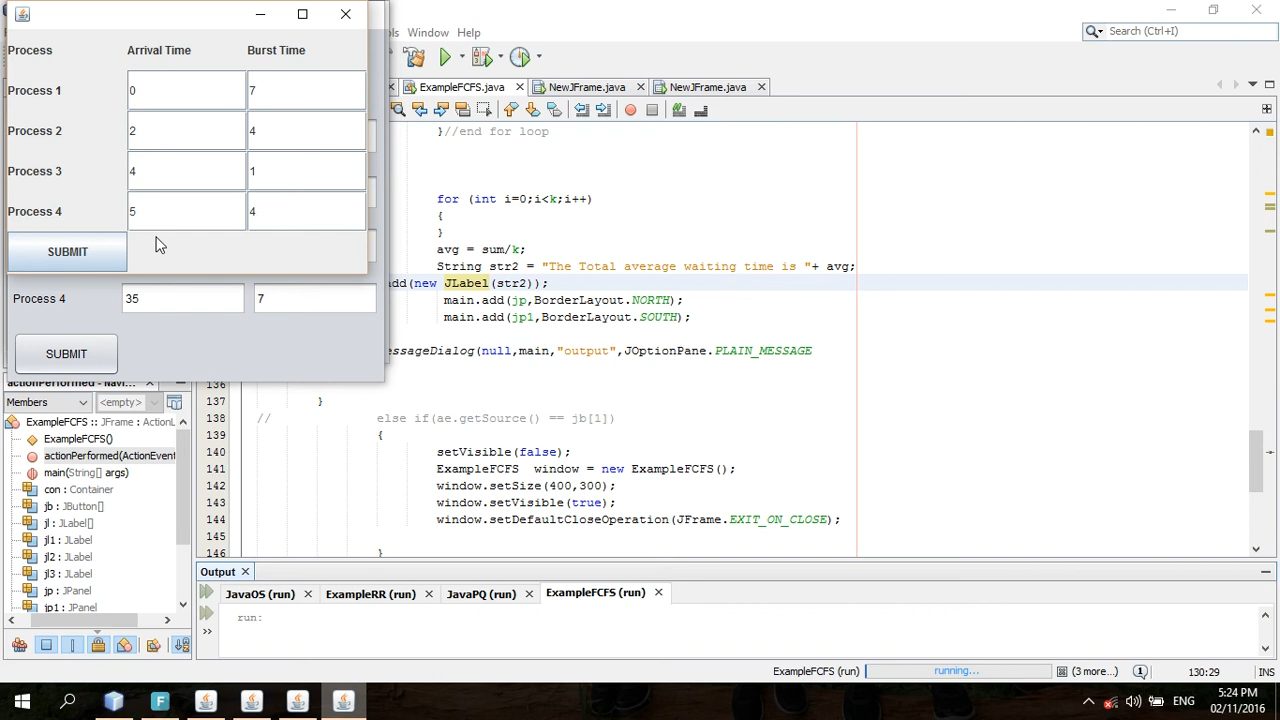 Process Arrival Time Burst Time
Process 1 0 7
Process 2 2 4
Process 3 4 1
Process 4 5 4
SUBMIT
Process 4 35 7
SUBMIT
Window Help
Search (Ctrl+I)
ExampleFCFS.java NewJFrame.java NewJFrame.java
}//end for loop
for (int i=0;i<k;i++)
{
}
avg = sum/k;
String str2 = "The Total average waiting time is "+ avg;
add(new JLabel(str2));
main.add(jp,BorderLayout.NORTH);
main.add(jp1,BorderLayout.SOUTH);
essageDialog(null,main,"output",JOptionPane.PLAIN_MESSAGE
136
137 }
138 // else if(ae.getSource() == jb[1])
139 {
140 setVisible(false);
141 ExampleFCFS window = new ExampleFCFS();
142 window.setSize(400,300);
143 window.setVisible(true);
144 window.setDefaultCloseOperation(JFrame.EXIT_ON_CLOSE);
145
146 }
actionPerformed - Navi...
Members <empty>
ExampleFCFS :: JFrame : ActionL
ExampleFCFS()
actionPerformed(ActionEvent
main(String[] args)
con : Container
jb : JButton[]
jl : JLabel[]
jl1 : JLabel
jl2 : JLabel
jl3 : JLabel
jp : JPanel
jp1 : JPanel
Output
JavaOS (run) ExampleRR (run) JavaPQ (run) ExampleFCFS (run)
run:
ExampleFCFS (run) running... (3 more...) 1 130:29 INS
ENG 5:24 PM
02/11/2016